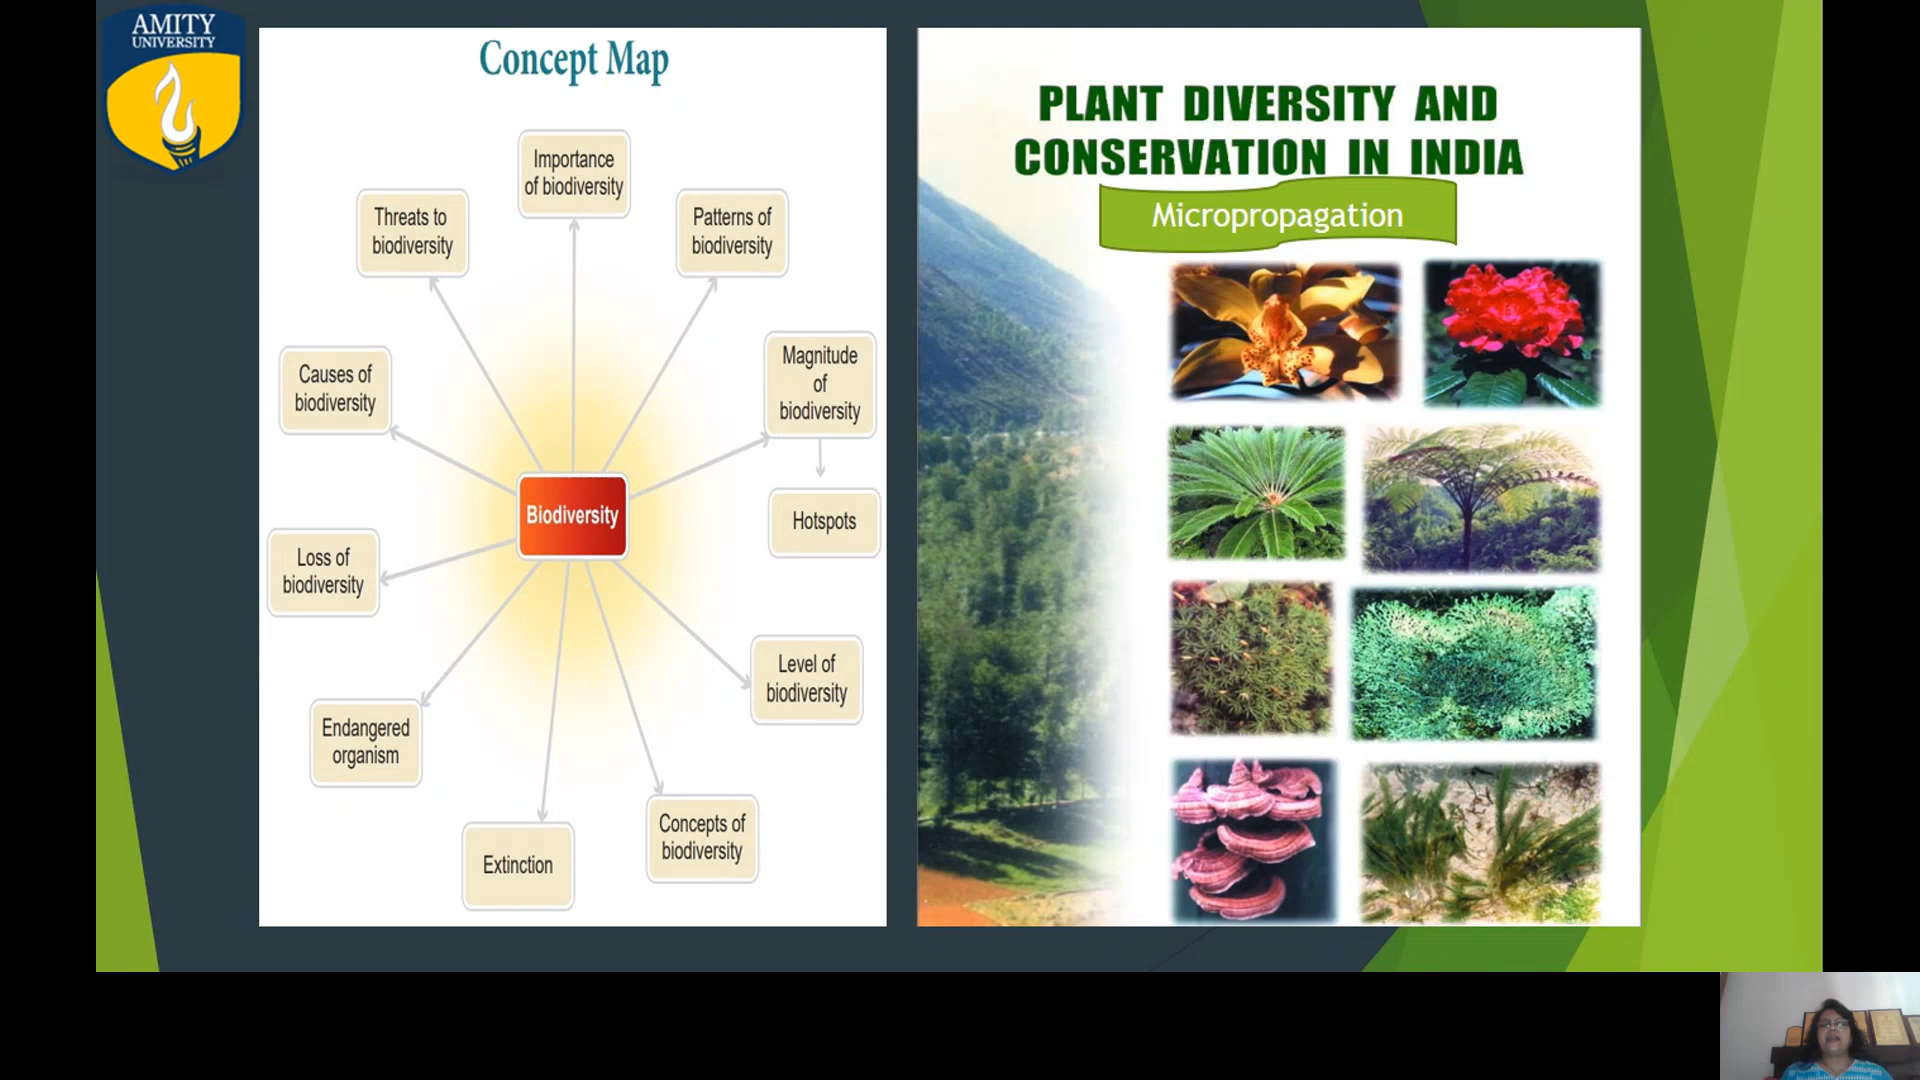 AMITY
UNIVERSITY
Concept Map
Importance
of biodiversity
Threats to
biodiversity
Patterns of
biodiversity
Causes of
biodiversity
Magnitude
of
biodiversity
Biodiversity
Hotspots
Loss of
biodiversity
Level of
biodiversity
Endangered
organism
Concepts of
biodiversity
Extinction
PLANT DIVERSITY AND
CONSERVATION IN INDIA
Micropropagation